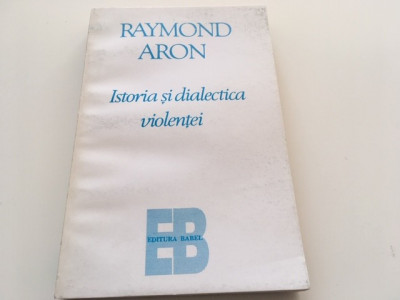 RAYMOND
ARON
Istoria și dialectica
violenței
EB
EDITURA BABEL